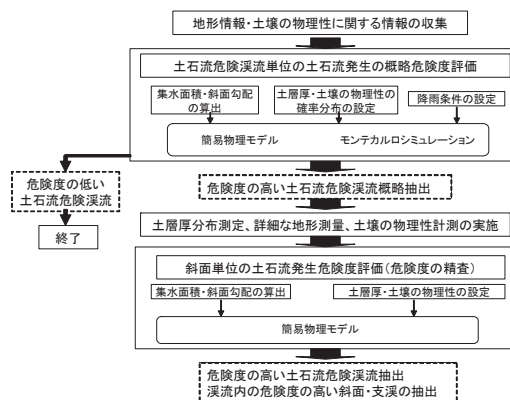 地形情報・土壌の物理性に関する情報の収集
土石流危険渓流単位の土石流発生の概略危険度評価
集水面積・斜面勾配
の算出
土層厚・土壌の物理性の
確率分布の設定
降雨条件の設定
簡易物理モデル
モンテカルロシミュレーション
危険度の低い
土石流危険渓流
終了
危険度の高い土石流危険渓流概略抽出
土層厚分布測定、詳細な地形測量、土壌の物理性計測の実施
斜面単位の土石流発生危険度評価(危険度の精査)
集水面積・斜面勾配の算出
土層厚・土壌の物理性の設定
簡易物理モデル
危険度の高い土石流危険渓流抽出
渓流内の危険度の高い斜面・支渓の抽出